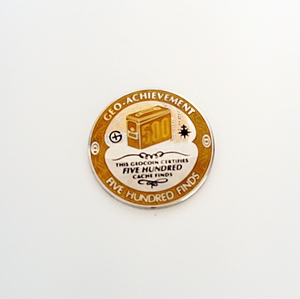 GEO-ACHIEVEMENT
500
THIS GEOCOIN CERTIFIES
FIVE HUNDRED
CACHE FINDS
FIVE HUNDRED FINDS